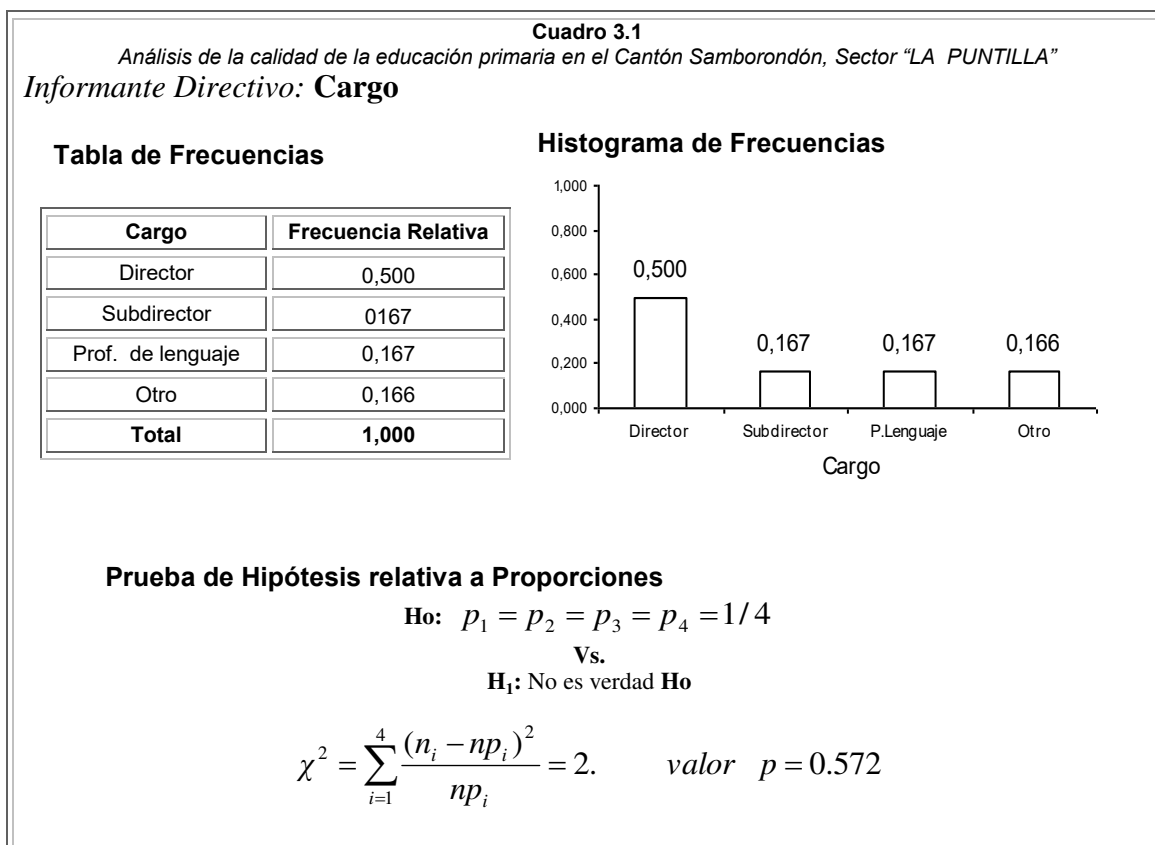 Cuadro 3.1
Análisis de la calidad de la educación primaria en el Cantón Samborondón, Sector “LA PUNTILLA”
Informante Directivo: Cargo
Tabla de Frecuencias
Cargo Frecuencia Relativa
Director 0,500
Subdirector 0167
Prof. de lenguaje 0,167
Otro 0,166
Total 1,000
Histograma de Frecuencias
1,000
0,800
0,600
0,400
0,200
0,000
0,500
0,167
0,167
0,166
Director Subdirector P.Lenguaje Otro
Cargo
Prueba de Hipótesis relativa a Proporciones
Ho: p₁ = p₂ = p₃ = p₄ = 1/ 4
Vs.
H₁: No es verdad Ho
χ² = ∑_{i=1}^{4} (n_i − np_i)² / np_i = 2. valor p = 0.572